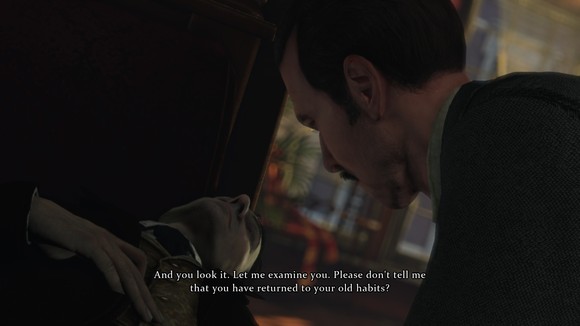 And you look it. Let me examine you. Please don't tell me
that you have returned to your old habits?